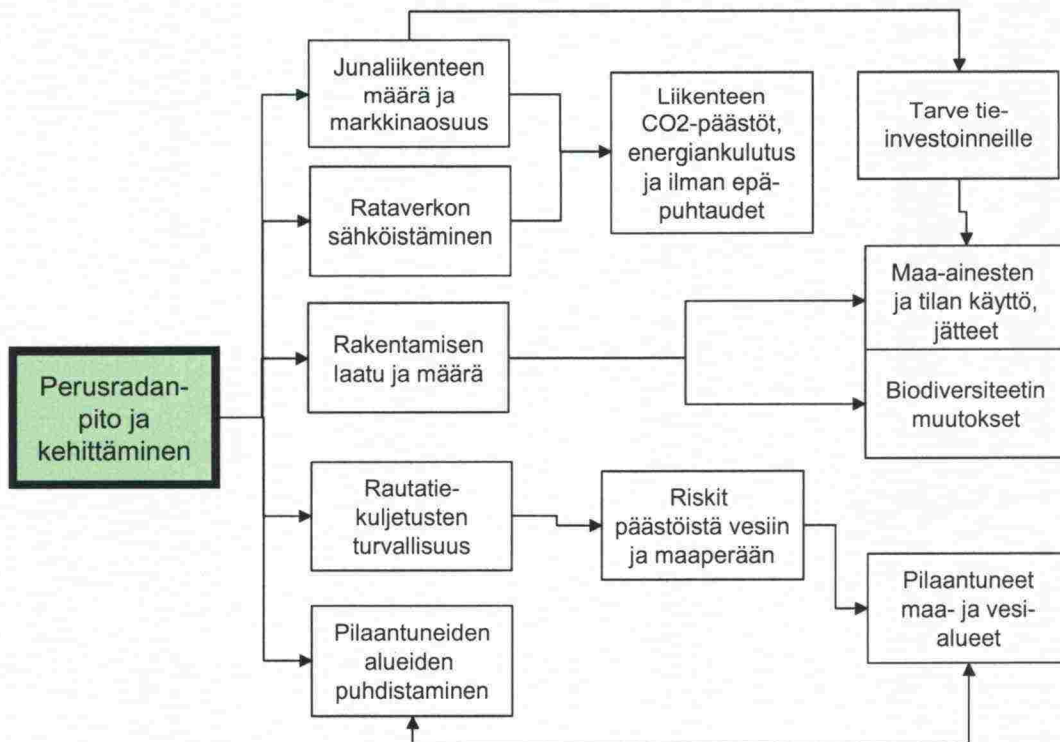 Perusradan-
pito ja
kehittäminen
Junaliikenteen
määrä ja
markkinaosuus
Rataverkon
sähköistäminen
Rakentamisen
laatu ja määrä
Rautatie-
kuljetusten
turvallisuus
Pilaantuneiden
alueiden
puhdistaminen
Liikenteen
CO2-päästöt,
energiankulutus
ja ilman epä-
puhtaudet
Riskit
päästöistä vesiin
ja maaperään
Tarve tie-
investoinneille
Maa-ainesten
ja tilan käyttö,
jätteet
Biodiversiteetin
muutokset
Pilaantuneet
maa- ja vesi-
alueet